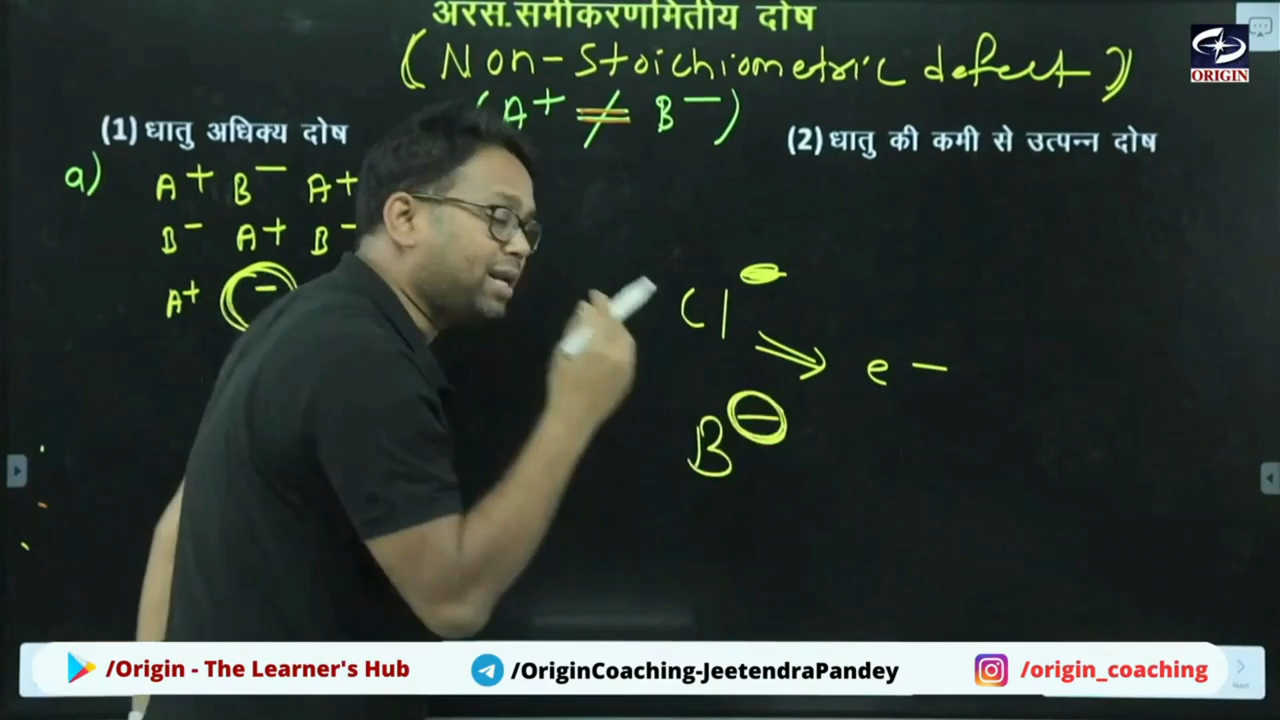 अरस.समीकरणमितीय दोष
(Non-Stoichiometric defect)
(A+ ≠ B-)
(1) धातु अधिक्य दोष
(2) धातु की कमी से उत्पन्न दोष
a) A+ B- A+
B- A+ B-
A+ -
Cl-
⇒ e-
B-
ORIGIN
/Origin - The Learner's Hub
/OriginCoaching-JeetendraPandey
/origin_coaching
Next